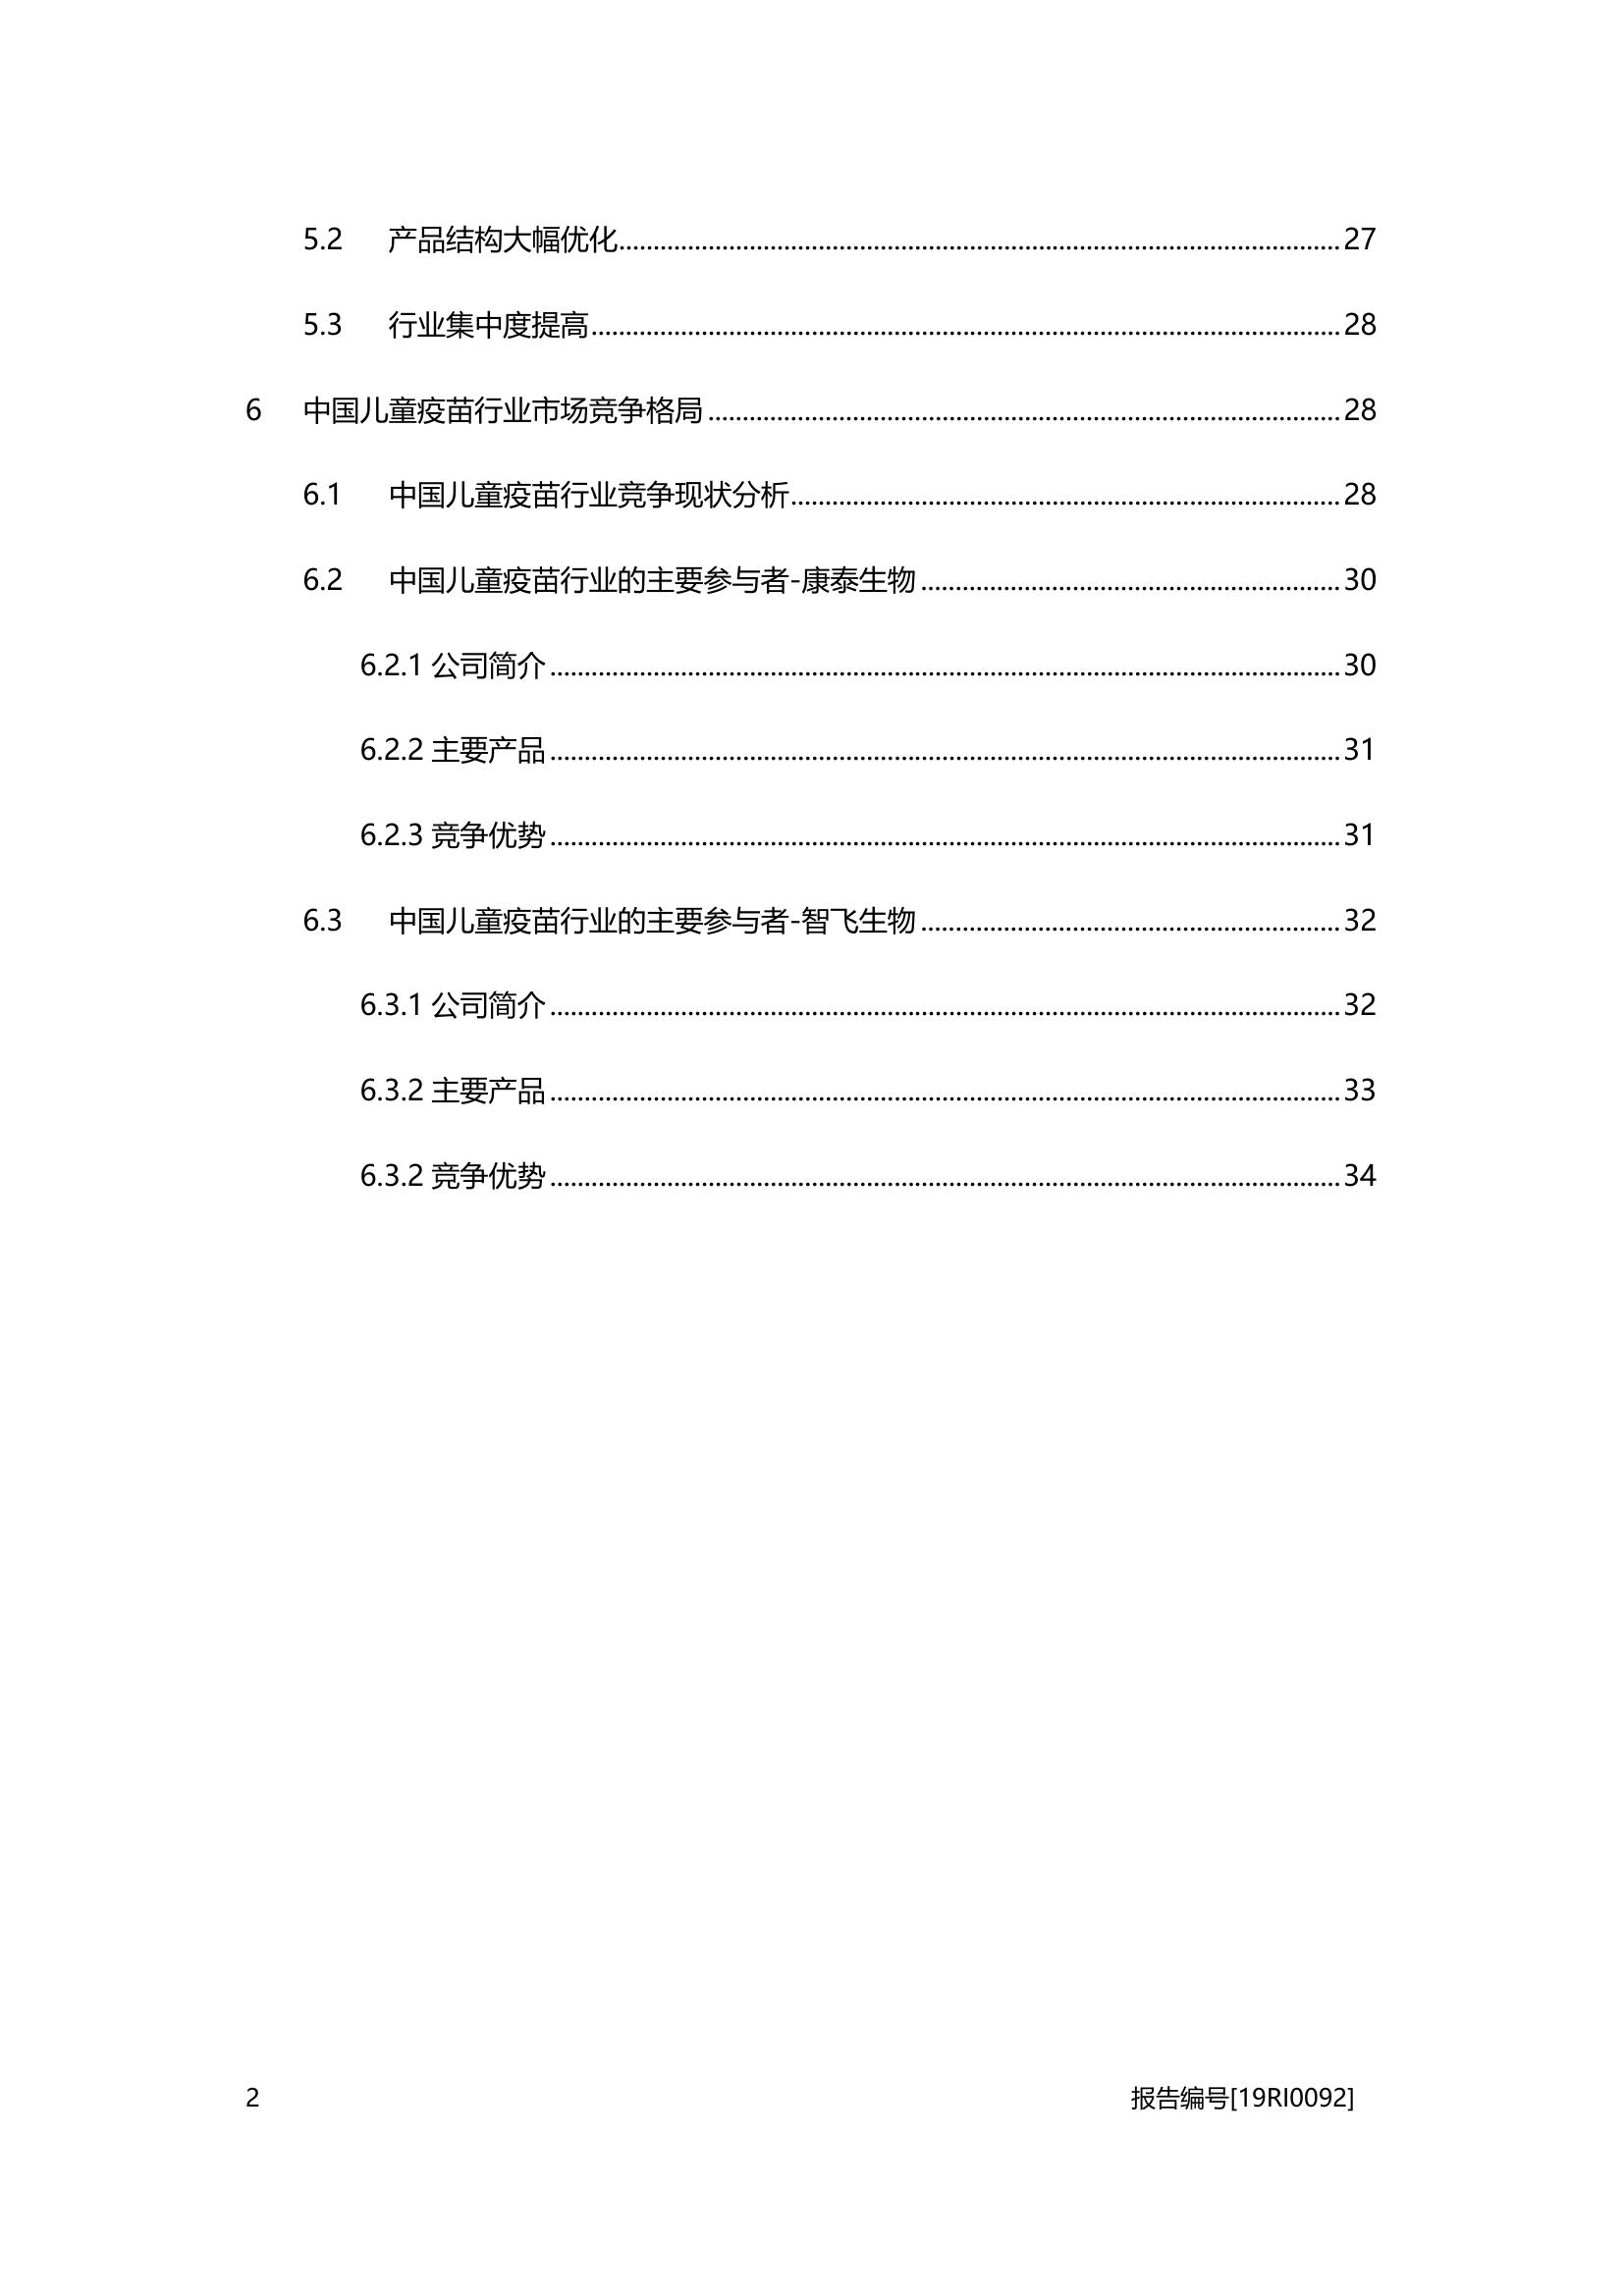 5.2 产品结构大幅优化........................................................................................................ 27
5.3 行业集中度提高............................................................................................................ 28
6 中国儿童疫苗行业市场竞争格局........................................................................................... 28
6.1 中国儿童疫苗行业竞争现状分析............................................................................... 28
6.2 中国儿童疫苗行业的主要参与者-康泰生物............................................................ 30
6.2.1 公司简介.................................................................................................................. 30
6.2.2 主要产品.................................................................................................................. 31
6.2.3 竞争优势.................................................................................................................. 31
6.3 中国儿童疫苗行业的主要参与者-智飞生物............................................................ 32
6.3.1 公司简介.................................................................................................................. 32
6.3.2 主要产品.................................................................................................................. 33
6.3.2 竞争优势.................................................................................................................. 34
2 报告编号[19RI0092]